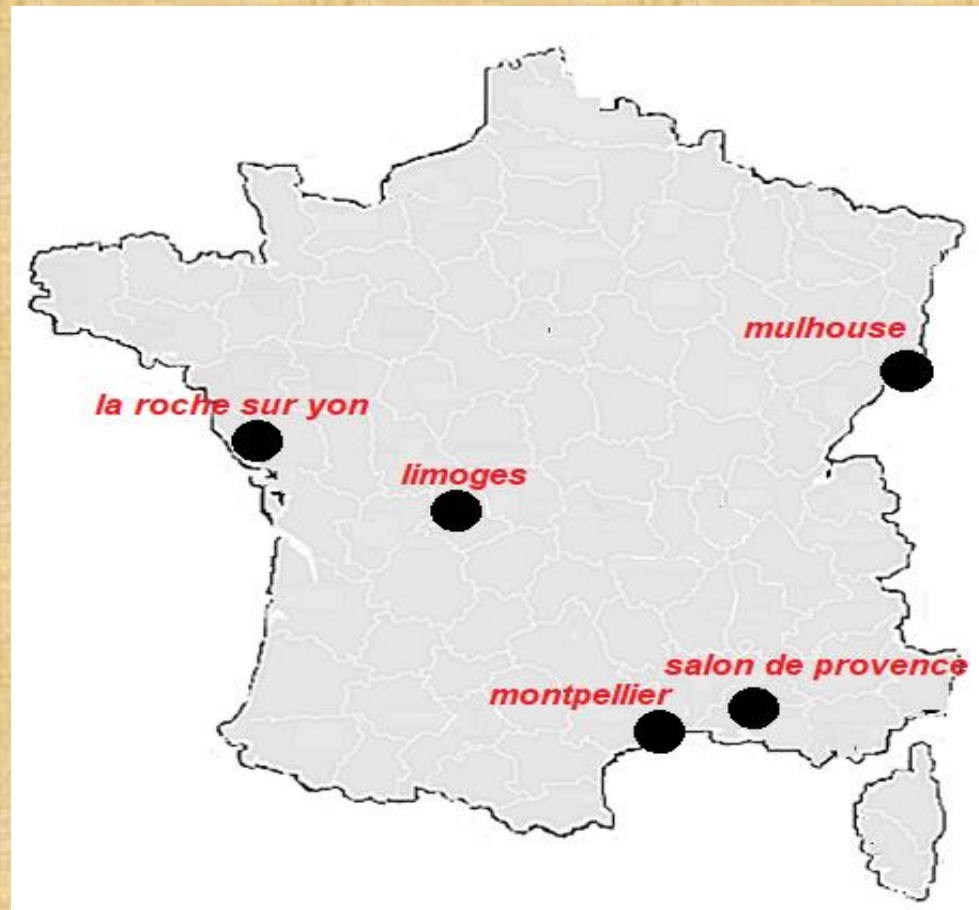 mulhouse
la roche sur yon
limoges
salon de provence
montpellier